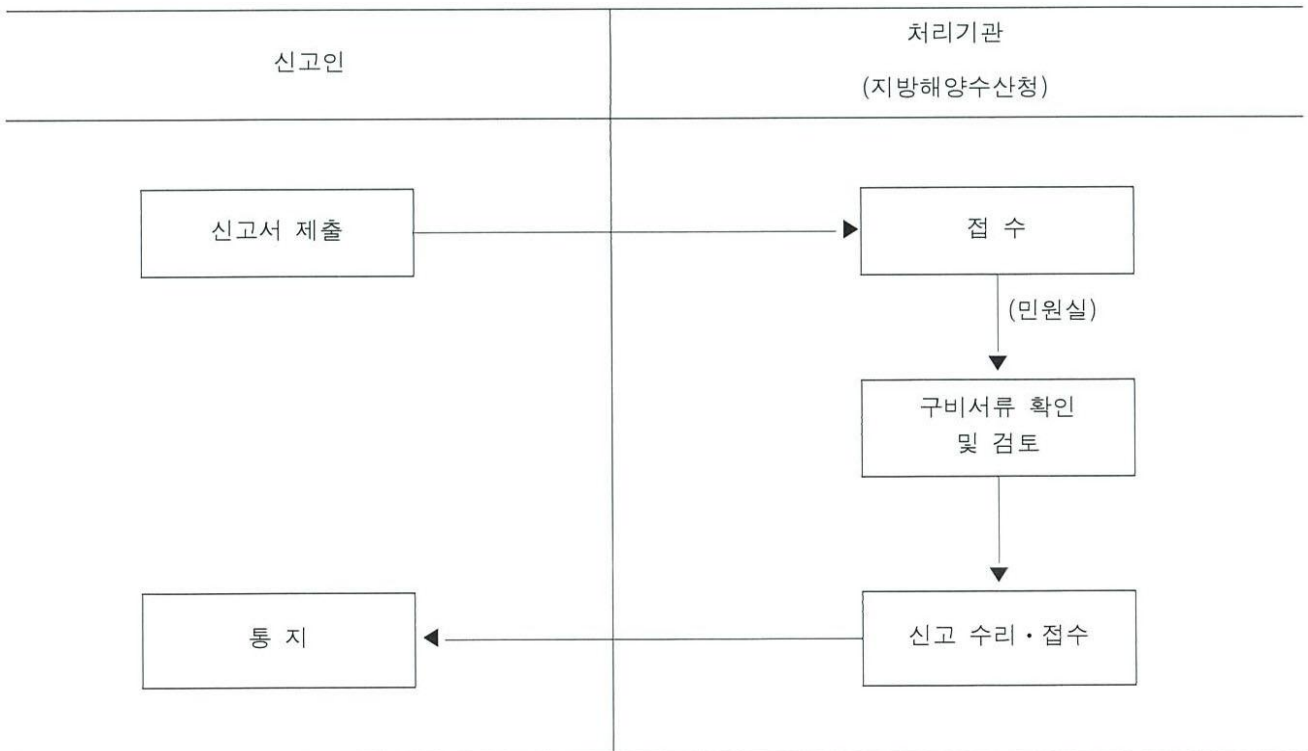 신고인
처리기관
(지방해양수산청)
신고서 제출
접 수
(민원실)
구비서류 확인
및 검토
통 지
신고 수리・접수